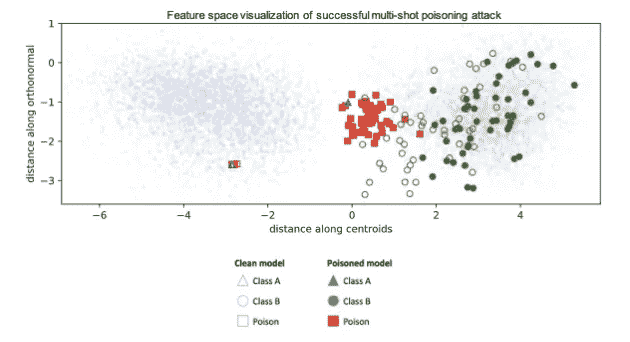 Feature space visualization of successful multi-shot poisoning attack
distance along orthonormal
1
0
−1
−2
−3
−6
−4
−2
0
2
4
distance along centroids
Clean model
Class A
Class B
Poison
Poisoned model
Class A
Class B
Poison